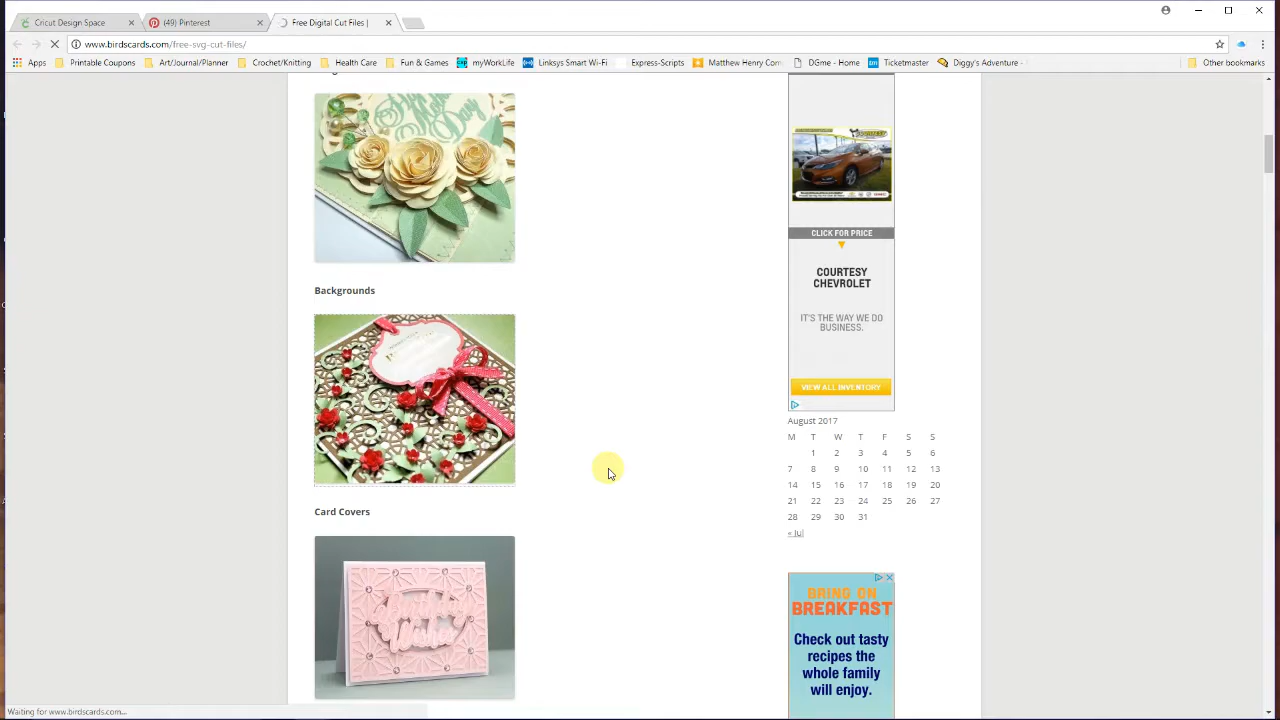 Cricut Design Space
(49) Pinterest
Free Digital Cut Files |
www.birdscards.com/free-svg-cut-files/
Apps
Printable Coupons
Art/Journal/Planner
Crochet/Knitting
Health Care
Fun & Games
myWorkLife
Linksys Smart Wi-Fi
Express-Scripts
Matthew Henry Com
DGme - Home
Ticketmaster
Diggy's Adventure -
Other bookmarks
Day
Backgrounds
Card Covers
Birthday
Wishes
CLICK FOR PRICE
COURTESY
CHEVROLET
IT'S THE WAY WE DO
BUSINESS.
VIEW ALL INVENTORY
August 2017
M T W T F S S
1 2 3 4 5 6
7 8 9 10 11 12 13
14 15 16 17 18 19 20
21 22 23 24 25 26 27
28 29 30 31
« Jul
BRING ON
BREAKFAST
Check out tasty
recipes the
whole family
will enjoy.
Waiting for www.birdscards.com...